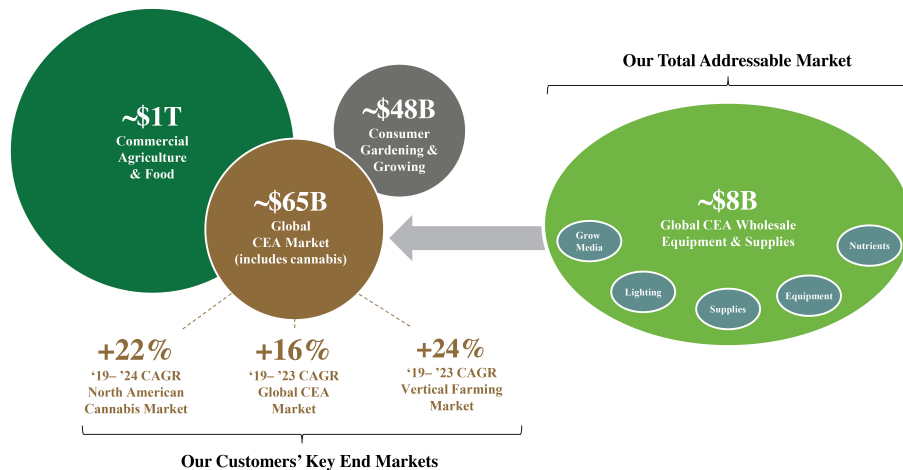 Our Total Addressable Market
~$1T
Commercial
Agriculture
& Food
~$48B
Consumer
Gardening &
Growing
~$65B
Global
CEA Market
(includes cannabis)
~$8B
Global CEA Wholesale
Equipment & Supplies
Grow
Media
Lighting
Supplies
Equipment
Nutrients
+22%
‘19– ’24 CAGR
North American
Cannabis Market
+16%
‘19– ’23 CAGR
Global CEA
Market
+24%
‘19– ’23 CAGR
Vertical Farming
Market
Our Customers’ Key End Markets